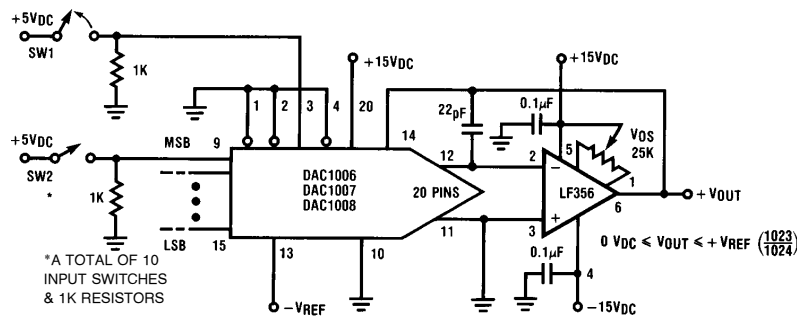 +5VDC
SW1
1K
+5VDC
SW2
*
1K
MSB
9
LSB
15
*A TOTAL OF 10
INPUT SWITCHES
& 1K RESISTORS
1
2
3
4
20
+15VDC
14
DAC1006
DAC1007
DAC1008
20 PINS
12
11
13
10
−VREF
22pF
0.1μF
+15VDC
VOS
25K
5
1
2
−
LF356
+
3
6
4
0.1μF
−15VDC
+VOUT
0 VDC ≤ VOUT ≤ +VREF (1023/1024)